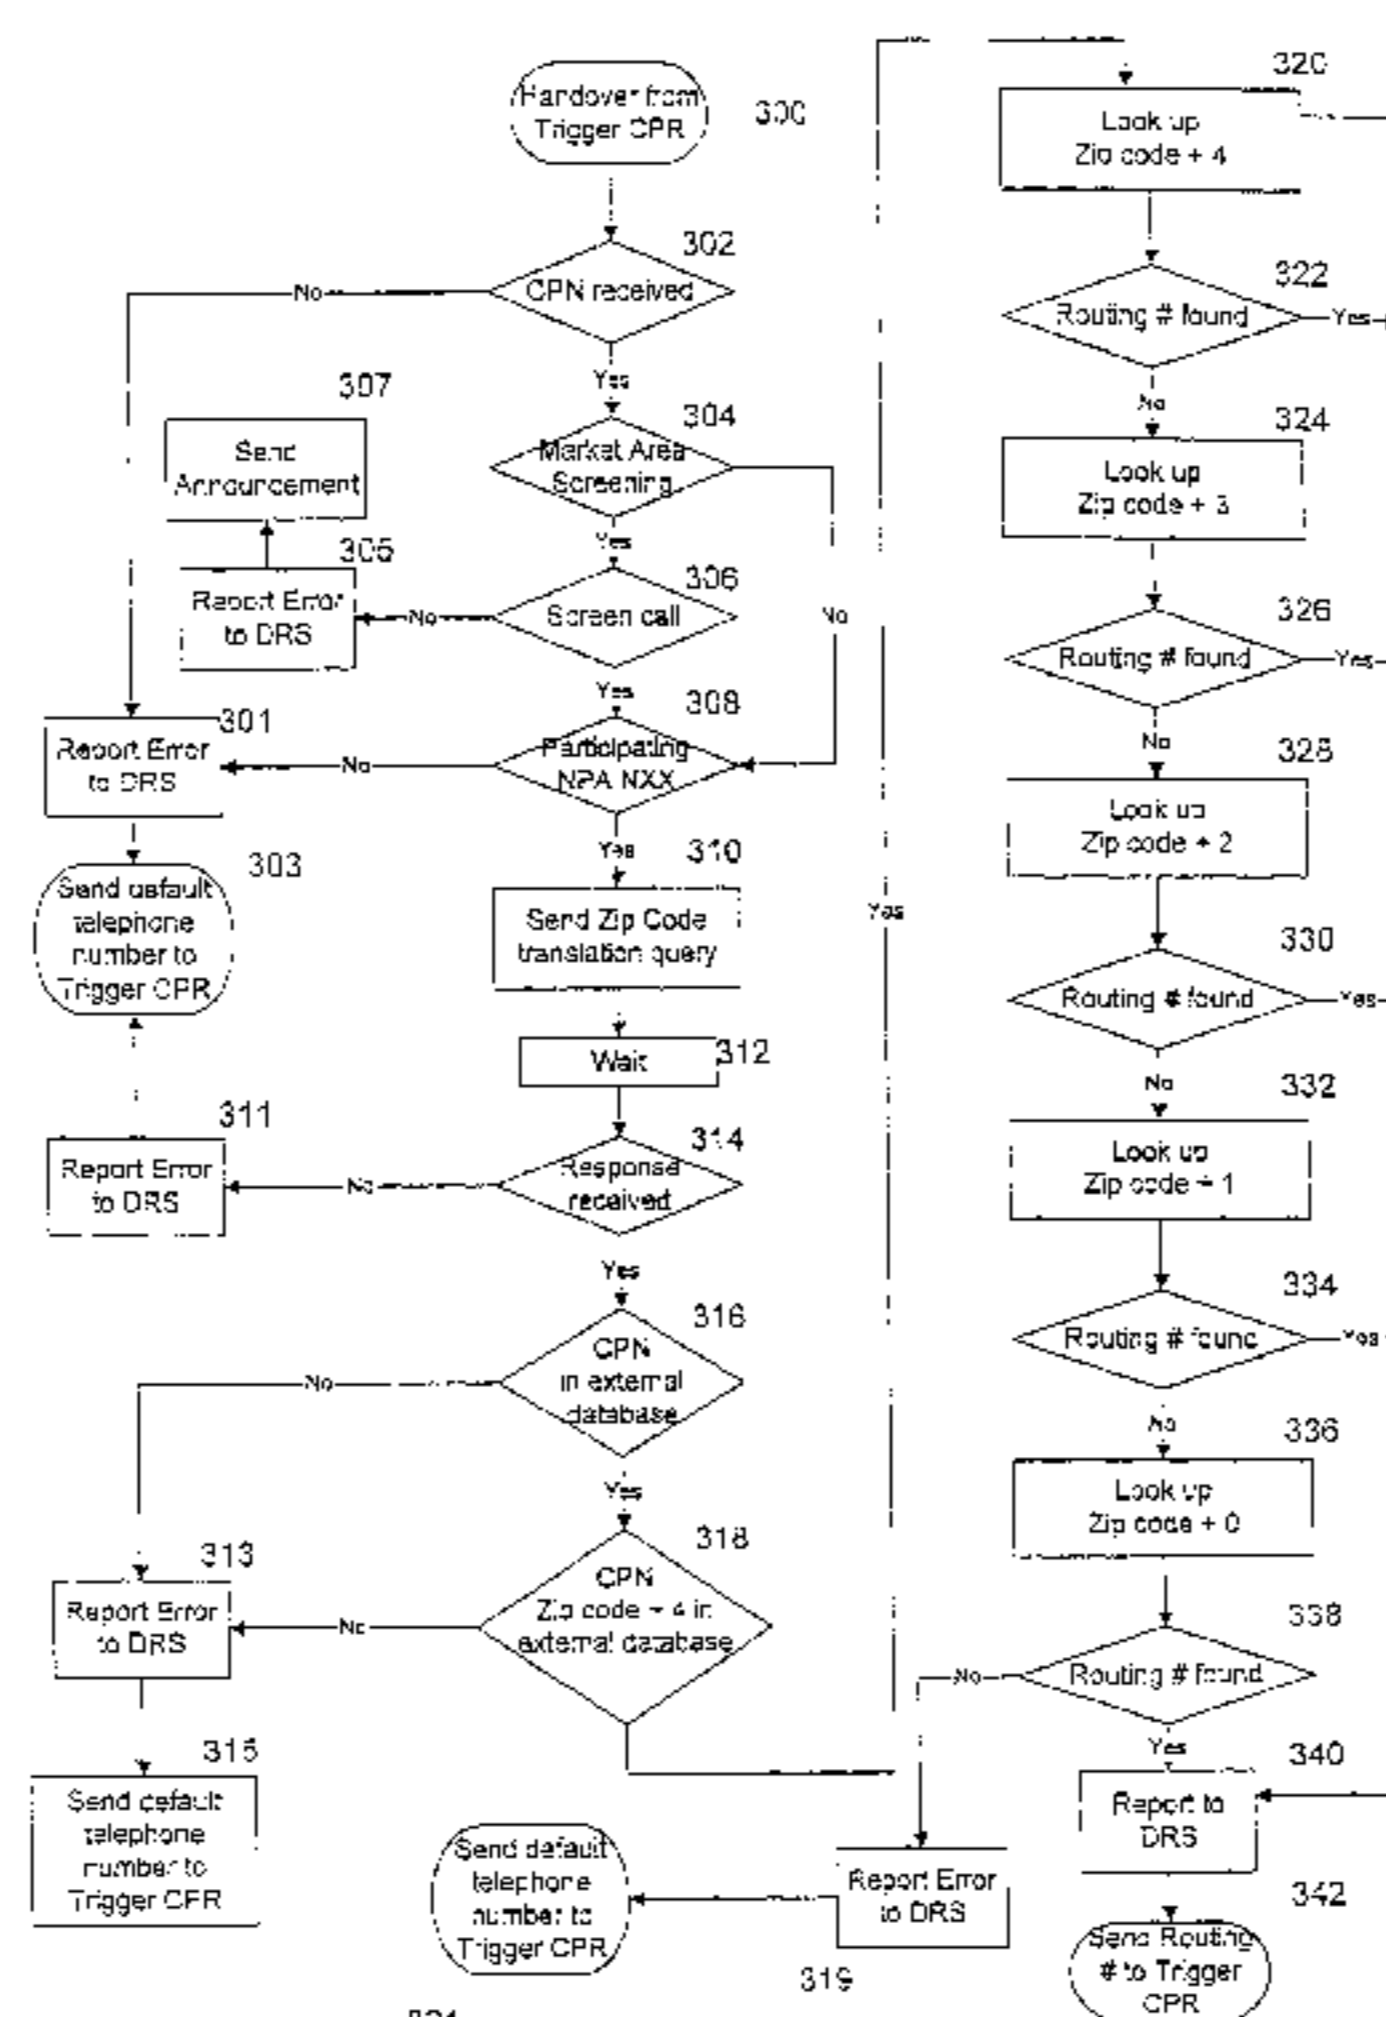 Handover from
Trigger CPR
300
302
CPN received
No
Yes
307
Send
Announcement
304
Market Area
Screening
Yes
No
305
Report Error
to DRS
306
Screen call
No
Yes
301
Report Error
to DRS
308
Participating
NPA NXX
No
Yes
303
Send default
telephone
number to
Trigger CPR
310
Send Zip Code
translation query
Wait
312
311
Report Error
to DRS
314
Response
received
No
Yes
316
CPN
in external
database
No
Yes
313
Report Error
to DRS
318
CPN
Zip code + 4 in
external database
No
Yes
315
Send default
telephone
number to
Trigger CPR
320
Look up
Zip code + 4
322
Routing # found
Yes
No
324
Look up
Zip code + 3
326
Routing # found
Yes
No
328
Look up
Zip code + 2
330
Routing # found
Yes
No
332
Look up
Zip code + 1
334
Routing # found
Yes
No
336
Look up
Zip code + 0
338
Routing # found
No
Yes
340
Report to
DRS
342
Send Routing
# to Trigger
CPR
Report Error
to DRS
319
Send default
telephone
number to
Trigger CPR